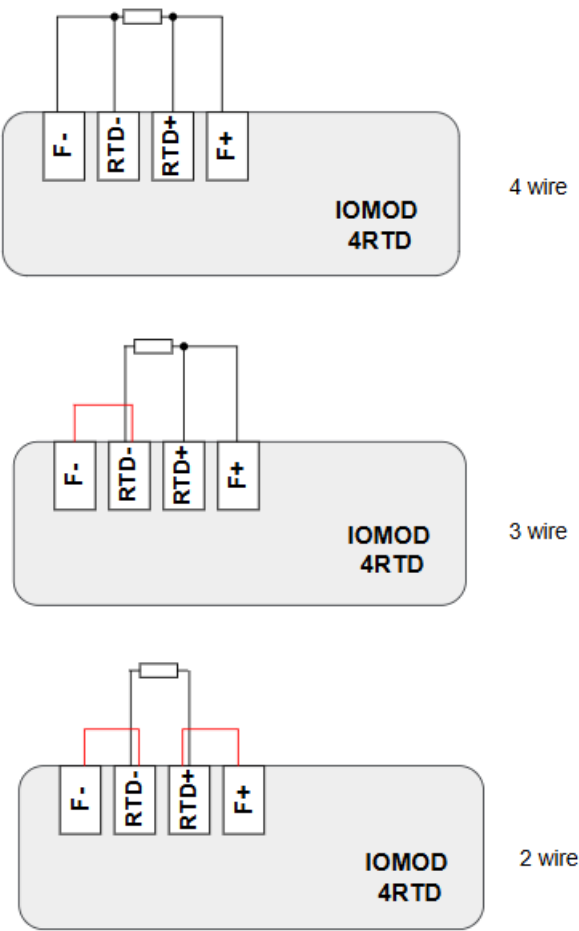 F-
RTD-
RTD+
F+
IOMOD
4RTD
4 wire
F-
RTD-
RTD+
F+
IOMOD
4RTD
3 wire
F-
RTD-
RTD+
F+
IOMOD
4RTD
2 wire